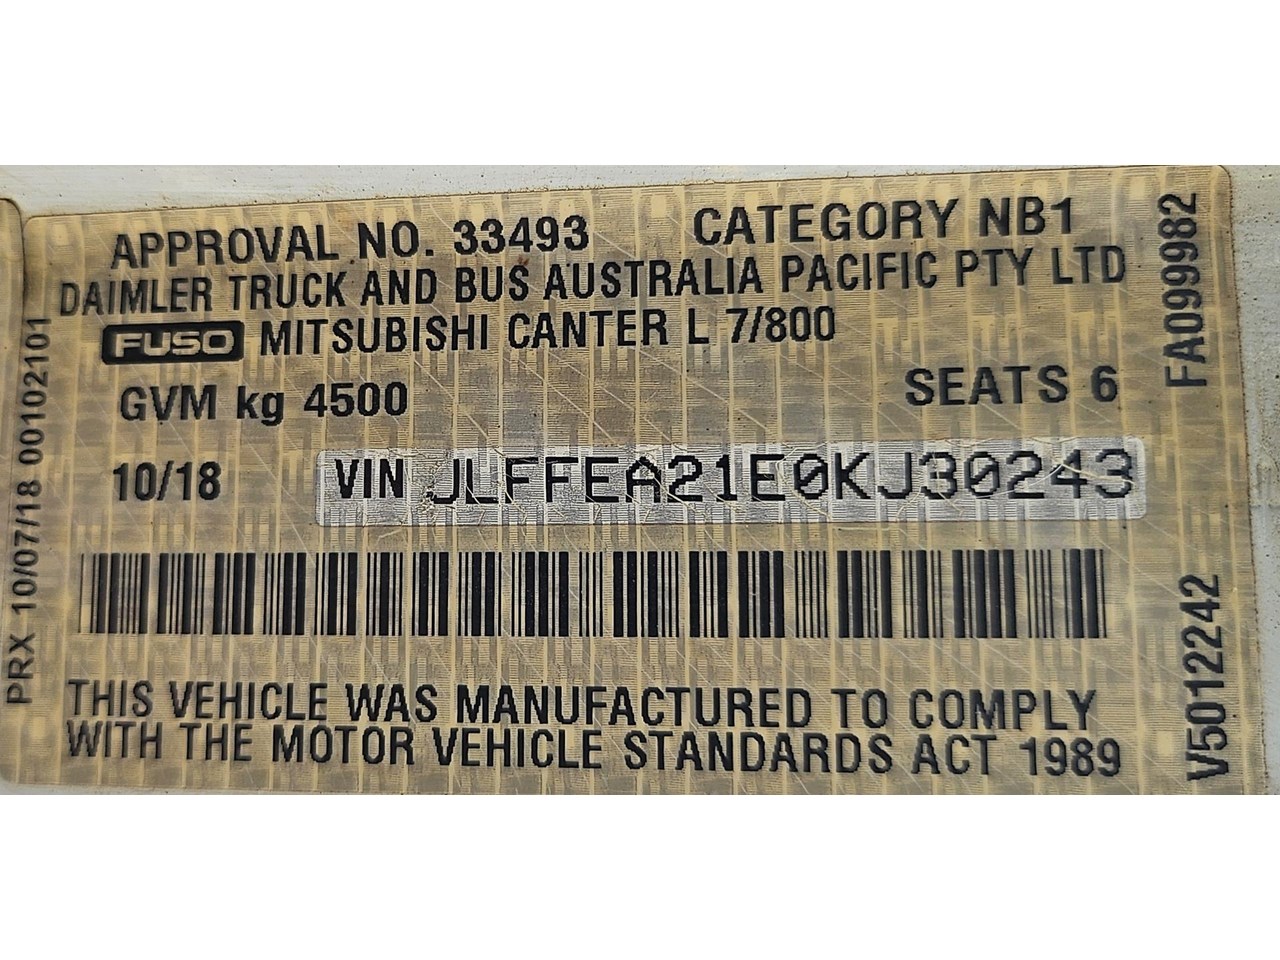 APPROVAL NO. 33493 CATEGORY NB1
DAIMLER TRUCK AND BUS AUSTRALIA PACIFIC PTY LTD
FUSO MITSUBISHI CANTER L 7/800
GVM kg 4500 SEATS 6
10/18 VIN JLFFEA21E0KJ30243
THIS VEHICLE WAS MANUFACTURED TO COMPLY
WITH THE MOTOR VEHICLE STANDARDS ACT 1989
PRX 10/07/18 00102101
FA099982
V5012242